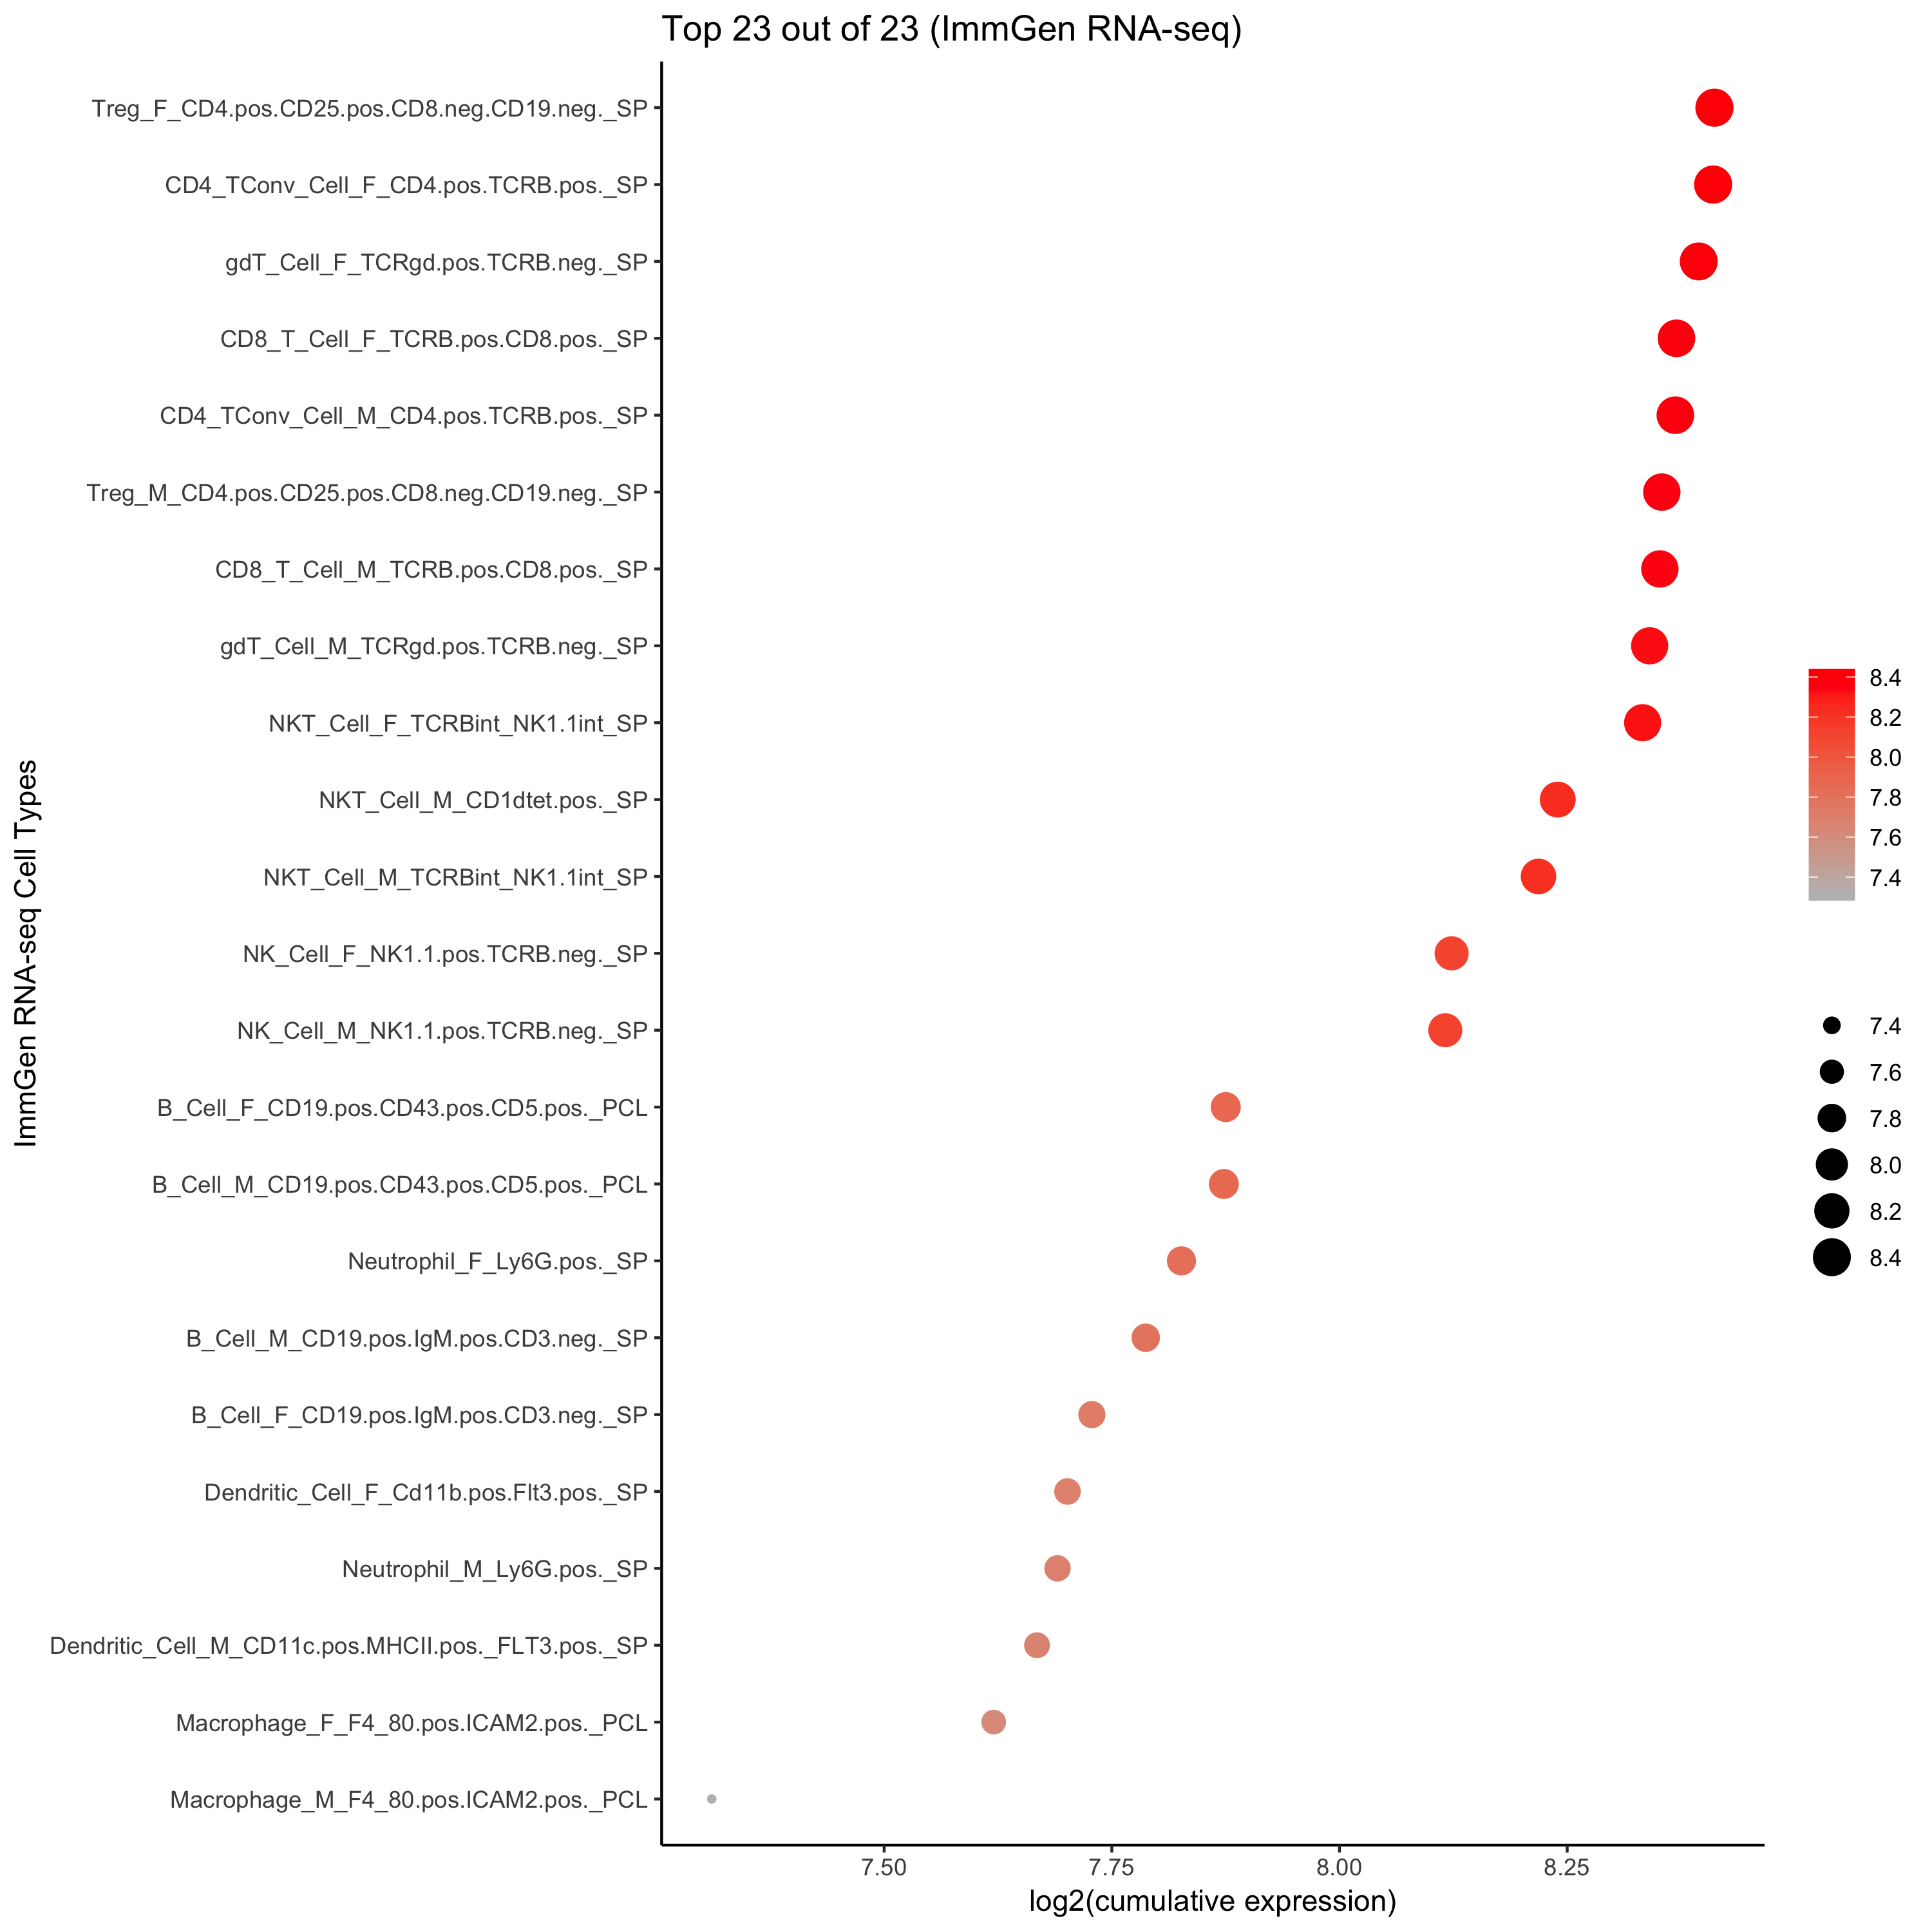 Top 23 out of 23 (ImmGen RNA-seq)
ImmGen RNA-seq Cell Types
Treg_F_CD4.pos.CD25.pos.CD8.neg.CD19.neg._SP
CD4_TConv_Cell_F_CD4.pos.TCRB.pos._SP
gdT_Cell_F_TCRgd.pos.TCRB.neg._SP
CD8_T_Cell_F_TCRB.pos.CD8.pos._SP
CD4_TConv_Cell_M_CD4.pos.TCRB.pos._SP
Treg_M_CD4.pos.CD25.pos.CD8.neg.CD19.neg._SP
CD8_T_Cell_M_TCRB.pos.CD8.pos._SP
gdT_Cell_M_TCRgd.pos.TCRB.neg._SP
NKT_Cell_F_TCRBint_NK1.1int_SP
NKT_Cell_M_CD1dtet.pos._SP
NKT_Cell_M_TCRBint_NK1.1int_SP
NK_Cell_F_NK1.1.pos.TCRB.neg._SP
NK_Cell_M_NK1.1.pos.TCRB.neg._SP
B_Cell_F_CD19.pos.CD43.pos.CD5.pos._PCL
B_Cell_M_CD19.pos.CD43.pos.CD5.pos._PCL
Neutrophil_F_Ly6G.pos._SP
B_Cell_M_CD19.pos.IgM.pos.CD3.neg._SP
B_Cell_F_CD19.pos.IgM.pos.CD3.neg._SP
Dendritic_Cell_F_Cd11b.pos.Flt3.pos._SP
Neutrophil_M_Ly6G.pos._SP
Dendritic_Cell_M_CD11c.pos.MHCII.pos._FLT3.pos._SP
Macrophage_F_F4_80.pos.ICAM2.pos._PCL
Macrophage_M_F4_80.pos.ICAM2.pos._PCL
7.50 7.75 8.00 8.25
log2(cumulative expression)
8.4
8.2
8.0
7.8
7.6
7.4
7.4
7.6
7.8
8.0
8.2
8.4